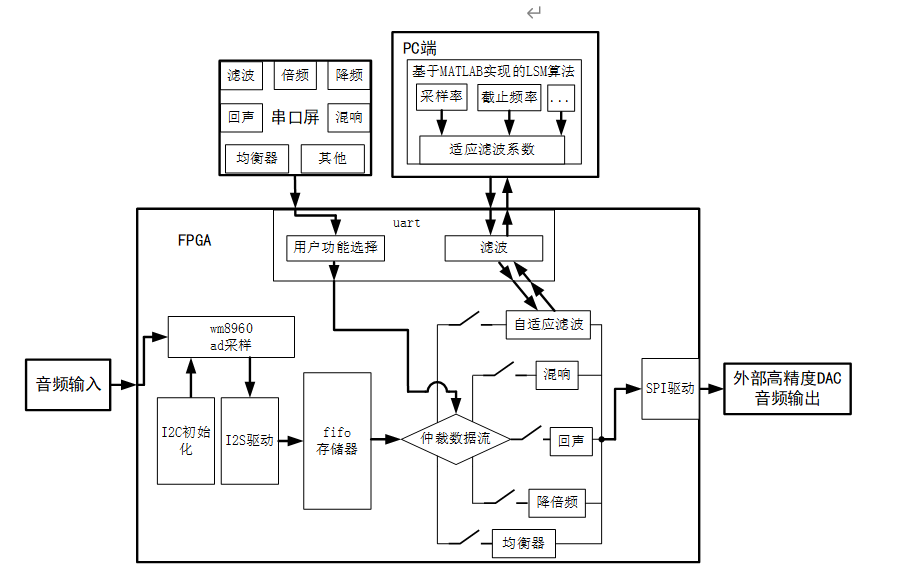 PC端
基于MATLAB实现的LSM算法
采样率
截止频率
...
适应滤波系数
滤波
倍频
降频
回声
串口屏
混响
均衡器
其他
FPGA
uart
用户功能选择
滤波
wm8960
ad采样
自适应滤波
混响
音频输入
I2C初始
化
I2S驱动
fifo
存储器
仲裁数据流
回声
降倍频
均衡器
SPI驱动
外部高精度DAC
音频输出